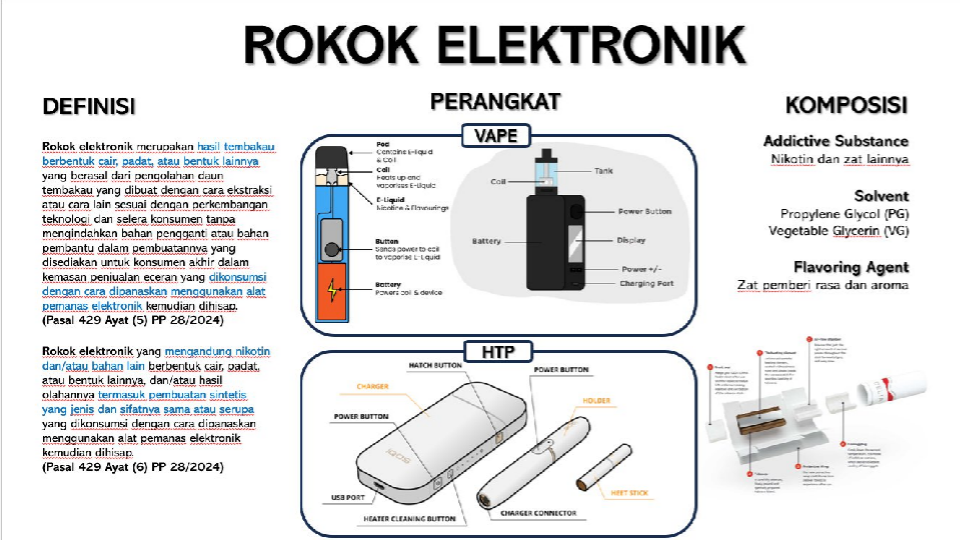 ROKOK ELEKTRONIK
DEFINISI
Rokok elektronik merupakan hasil tembakau
berbentuk cair, padat, atau bentuk lainnya
yang berasal dari pengolahan daun
tembakau yang dibuat dengan cara ekstraksi
atau cara lain sesuai dengan perkembangan
teknologi dan selera konsumen tanpa
mengindahkan bahan pengganti atau bahan
pembantu dalam pembuatannya yang
disediakan untuk konsumen akhir dalam
kemasan penjualan eceran yang dikonsumsi
dengan cara dipanaskan menggunakan alat
pemanas elektronik kemudian dihisap.
(Pasal 429 Ayat (5) PP 28/2024)
Rokok elektronik yang mengandung nikotin
dan/atau bahan lain berbentuk cair, padat,
atau bentuk lainnya, dan/atau hasil
olahannya termasuk pembuatan sintetis
yang jenis dan sifatnya sama atau serupa
yang dikonsumsi dengan cara dipanaskan
menggunakan alat pemanas elektronik
kemudian dihisap.
(Pasal 429 Ayat (6) PP 28/2024)
PERANGKAT
VAPE
Pod
Contains E-liquid
& Coil
Coil
Heats up and
vaporises E-Liquid
E-Liquid
Nicotine & Flavourings
Button
Sends power to coil
to vaporise E-Liquid
Battery
Powers coil & device
Tank
Coil
Power Button
Battery
Display
Power +/-
Charging Port
HTP
HATCH BUTTON
POWER BUTTON
CHARGER
HOLDER
POWER BUTTON
IQOS
USB PORT
HEET STICK
HEATER CLEANING BUTTON
CHARGER CONNECTOR
KOMPOSISI
Addictive Substance
Nikotin dan zat lainnya
Solvent
Propylene Glycol (PG)
Vegetable Glycerin (VG)
Flavoring Agent
Zat pemberi rasa dan aroma